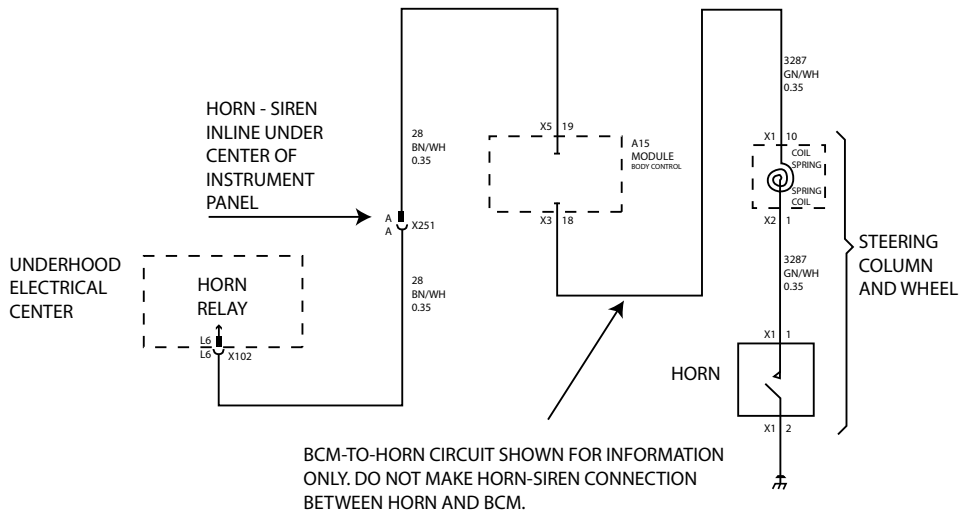 3287
GN/WH
0.35
HORN - SIREN
INLINE UNDER
CENTER OF
INSTRUMENT
PANEL
28
BN/WH
0.35
X5 19
A15
MODULE
BODY CONTROL
X1 10
COIL
SPRING
SPRING
COIL
X3 18
X2 1
A
A X251
STEERING
COLUMN
AND WHEEL
UNDERHOOD
ELECTRICAL
CENTER
HORN
RELAY
28
BN/WH
0.35
3287
GN/WH
0.35
L6
L6 X102
X1 1
HORN
X1 2
BCM-TO-HORN CIRCUIT SHOWN FOR INFORMATION
ONLY. DO NOT MAKE HORN-SIREN CONNECTION
BETWEEN HORN AND BCM.